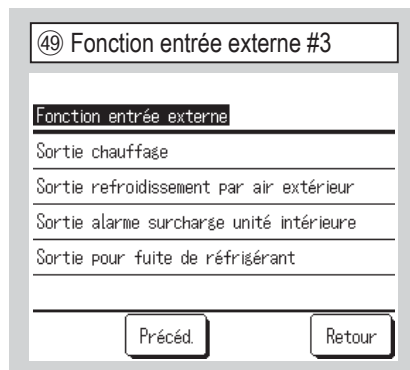 ㊾ Fonction entrée externe #3
Fonction entrée externe
Sortie chauffage
Sortie refroidissement par air extérieur
Sortie alarme surcharge unité intérieure
Sortie pour fuite de réfrigérant
Précéd.
Retour